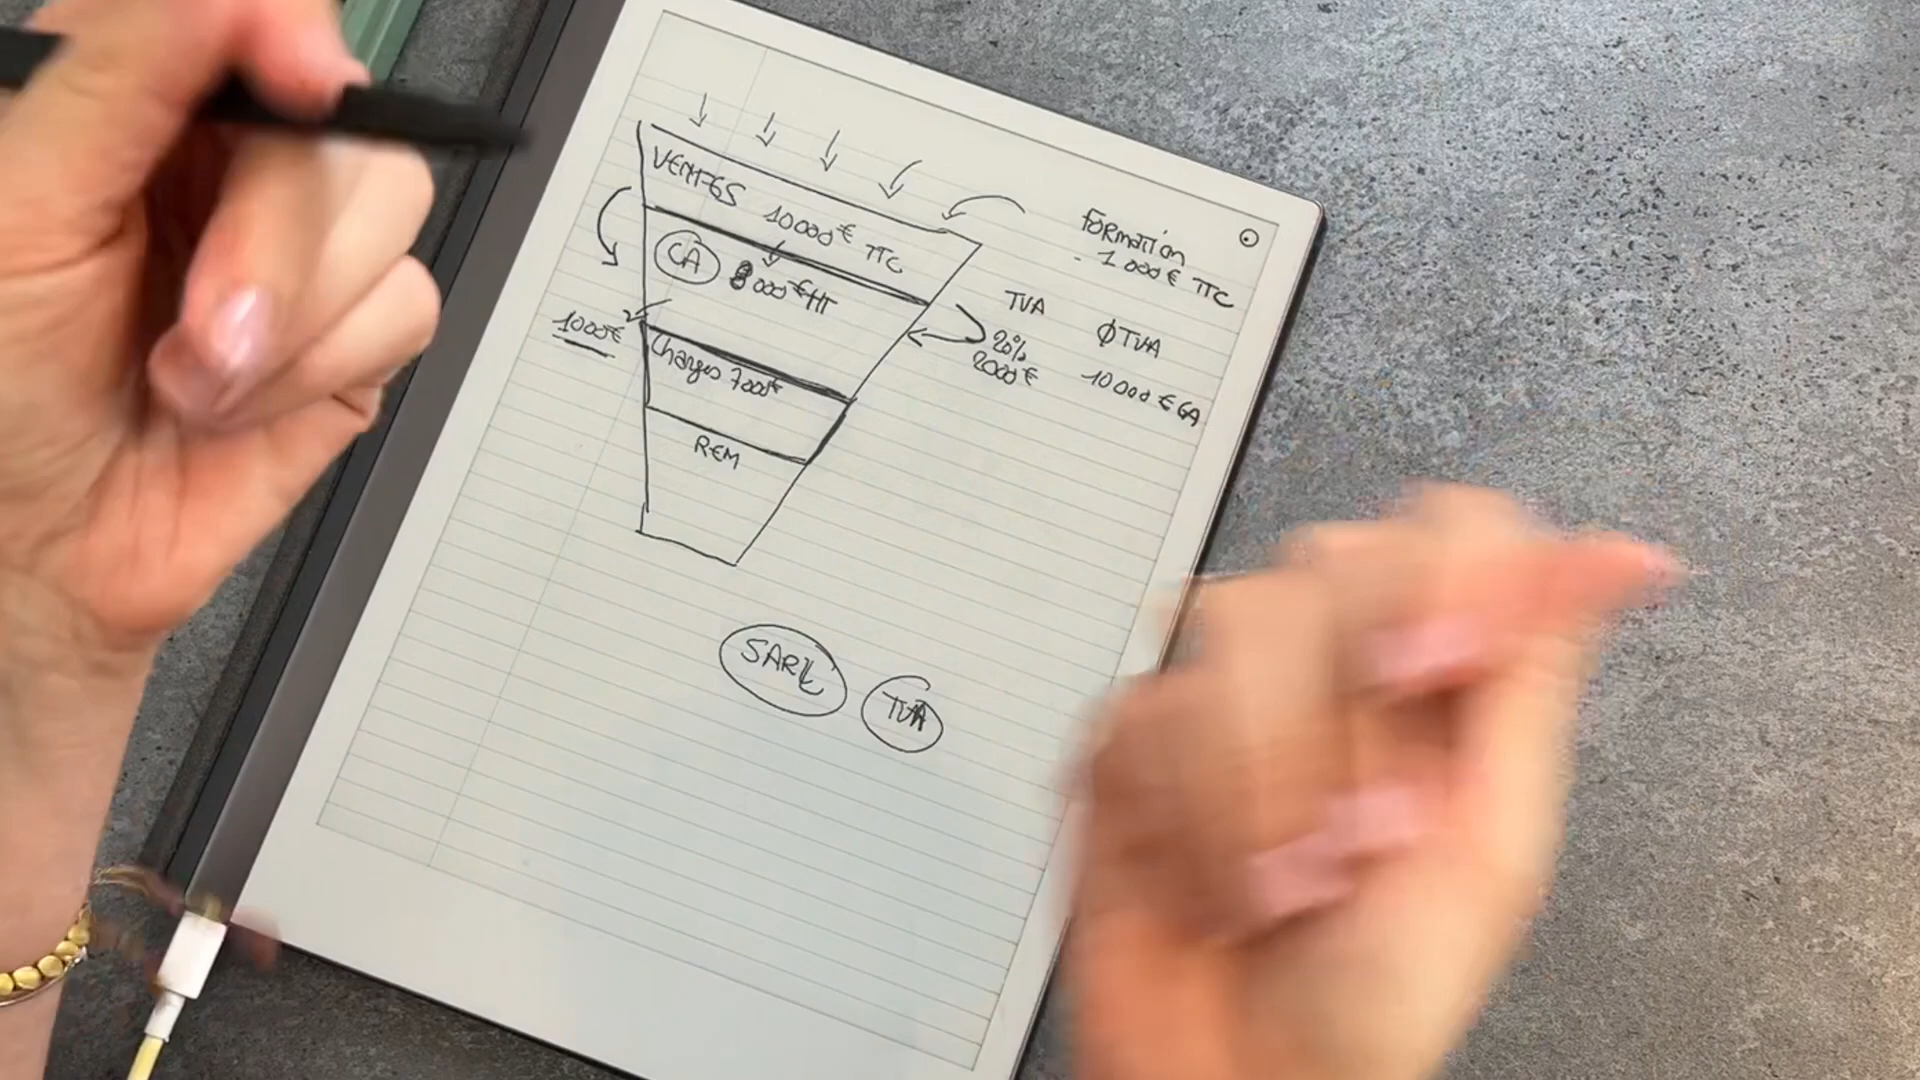 VENTES
10000€ TTC
CA 8000€ HT
1000€
Charges 7000€
REM
Formation
- 1000€ TTC
TVA
20%
2000€
Ø TVA
10000€ CA
SARL
TVA